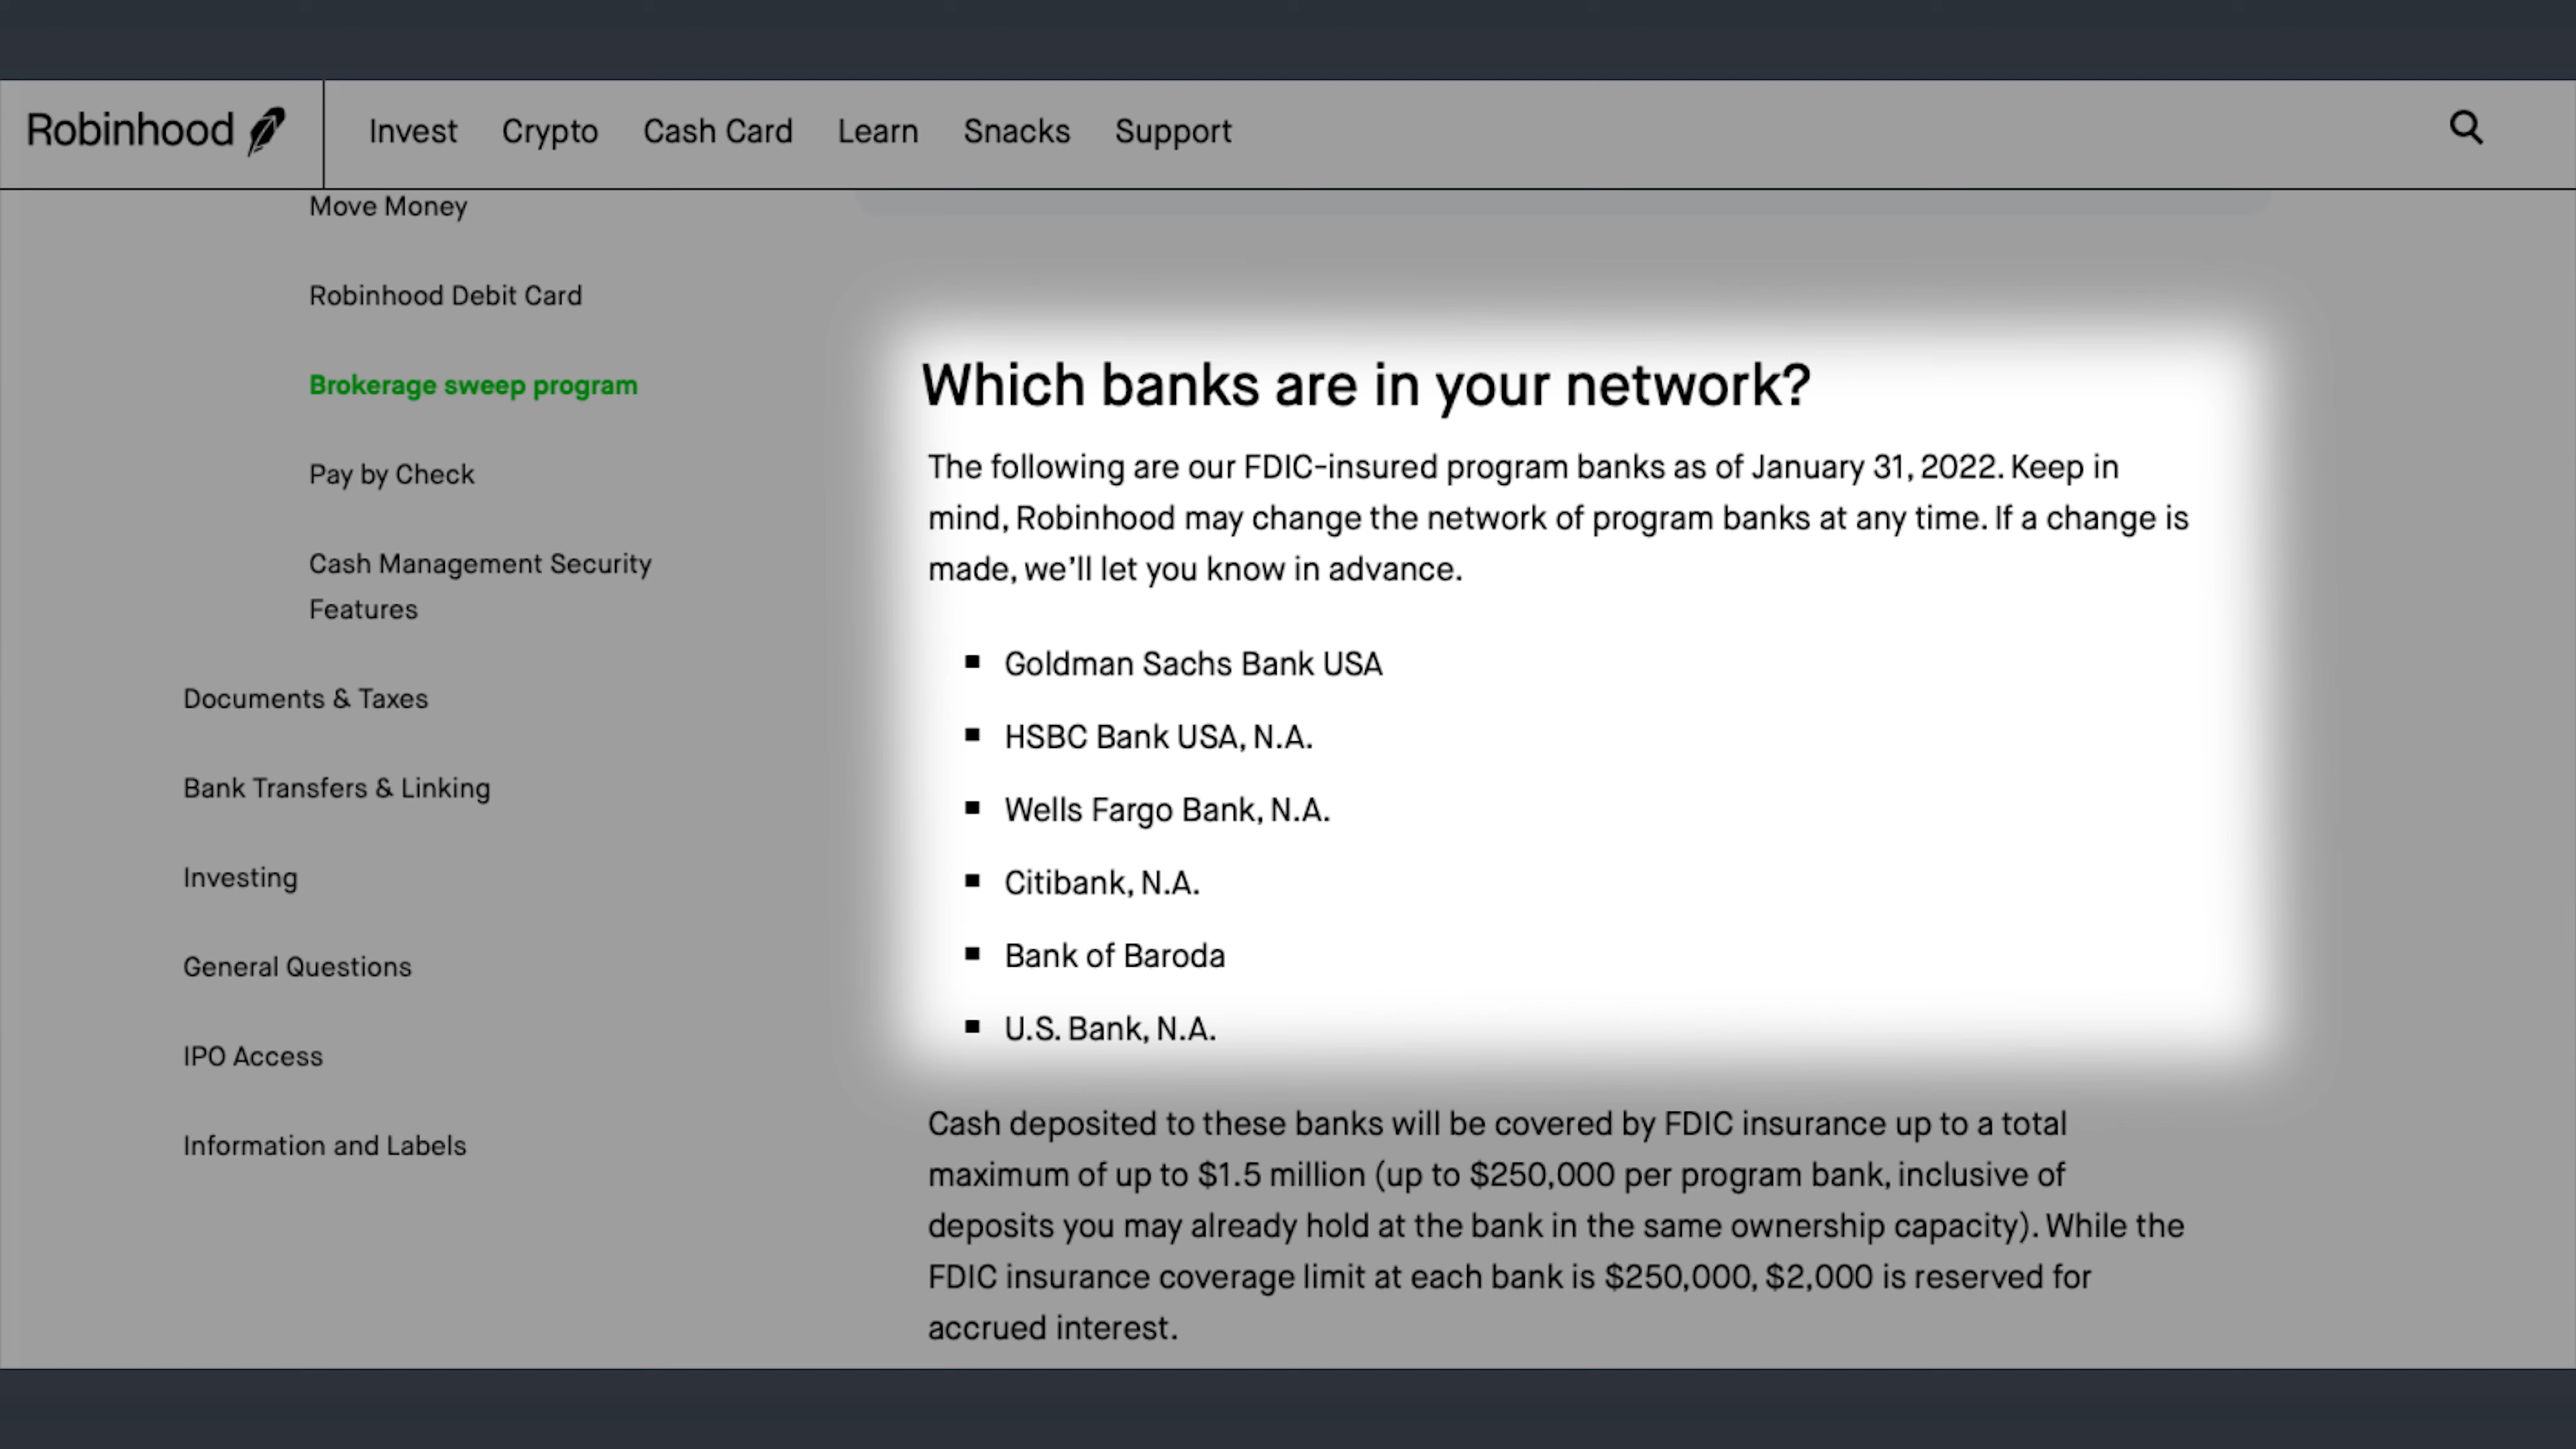 Robinhood
Invest Crypto Cash Card Learn Snacks Support
Move Money
Robinhood Debit Card
Brokerage sweep program
Pay by Check
Cash Management Security
Features
Documents & Taxes
Bank Transfers & Linking
Investing
General Questions
IPO Access
Information and Labels
Which banks are in your network?
The following are our FDIC-insured program banks as of January 31, 2022. Keep in
mind, Robinhood may change the network of program banks at any time. If a change is
made, we’ll let you know in advance.
▪ Goldman Sachs Bank USA
▪ HSBC Bank USA, N.A.
▪ Wells Fargo Bank, N.A.
▪ Citibank, N.A.
▪ Bank of Baroda
▪ U.S. Bank, N.A.
Cash deposited to these banks will be covered by FDIC insurance up to a total
maximum of up to $1.5 million (up to $250,000 per program bank, inclusive of
deposits you may already hold at the bank in the same ownership capacity). While the
FDIC insurance coverage limit at each bank is $250,000, $2,000 is reserved for
accrued interest.